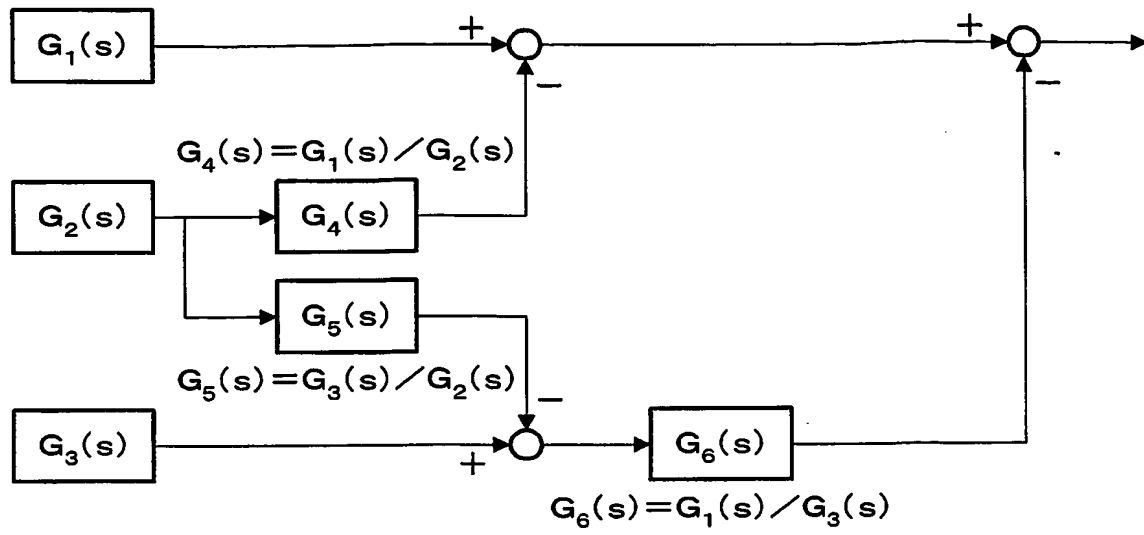 G₁(s)
+
+
−
−
G₄(s)=G₁(s)/G₂(s)
G₂(s)
G₄(s)
G₅(s)
G₅(s)=G₃(s)/G₂(s)
−
G₃(s)
+
G₆(s)
G₆(s)=G₁(s)/G₃(s)